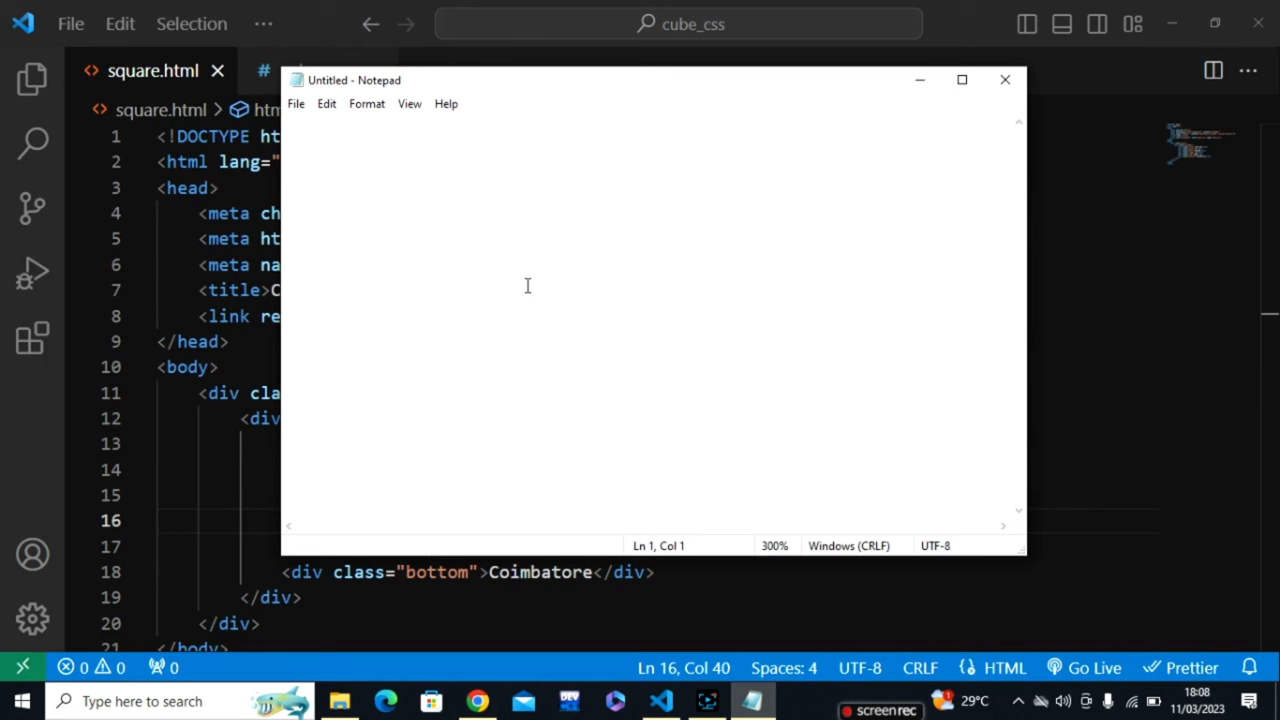 File Edit Selection ··· cube_css
square.html
square.html
Untitled - Notepad
File Edit Format View Help
1 <!DOCTYPE ht
2 <html lang="
3 <head>
4 <meta ch
5 <meta ht
6 <meta na
7 <title>C
8 <link re
9 </head>
10 <body>
11 <div cla
12 <div
13
14
15
16
17
18 <div class="bottom">Coimbatore</div>
19 </div>
20 </div>
21 </body>
Ln 1, Col 1 300% Windows (CRLF) UTF-8
0 0 0 Ln 16, Col 40 Spaces: 4 UTF-8 CRLF HTML Go Live Prettier
Type here to search DEV PRE screenrec 29°C 18:08
11/03/2023